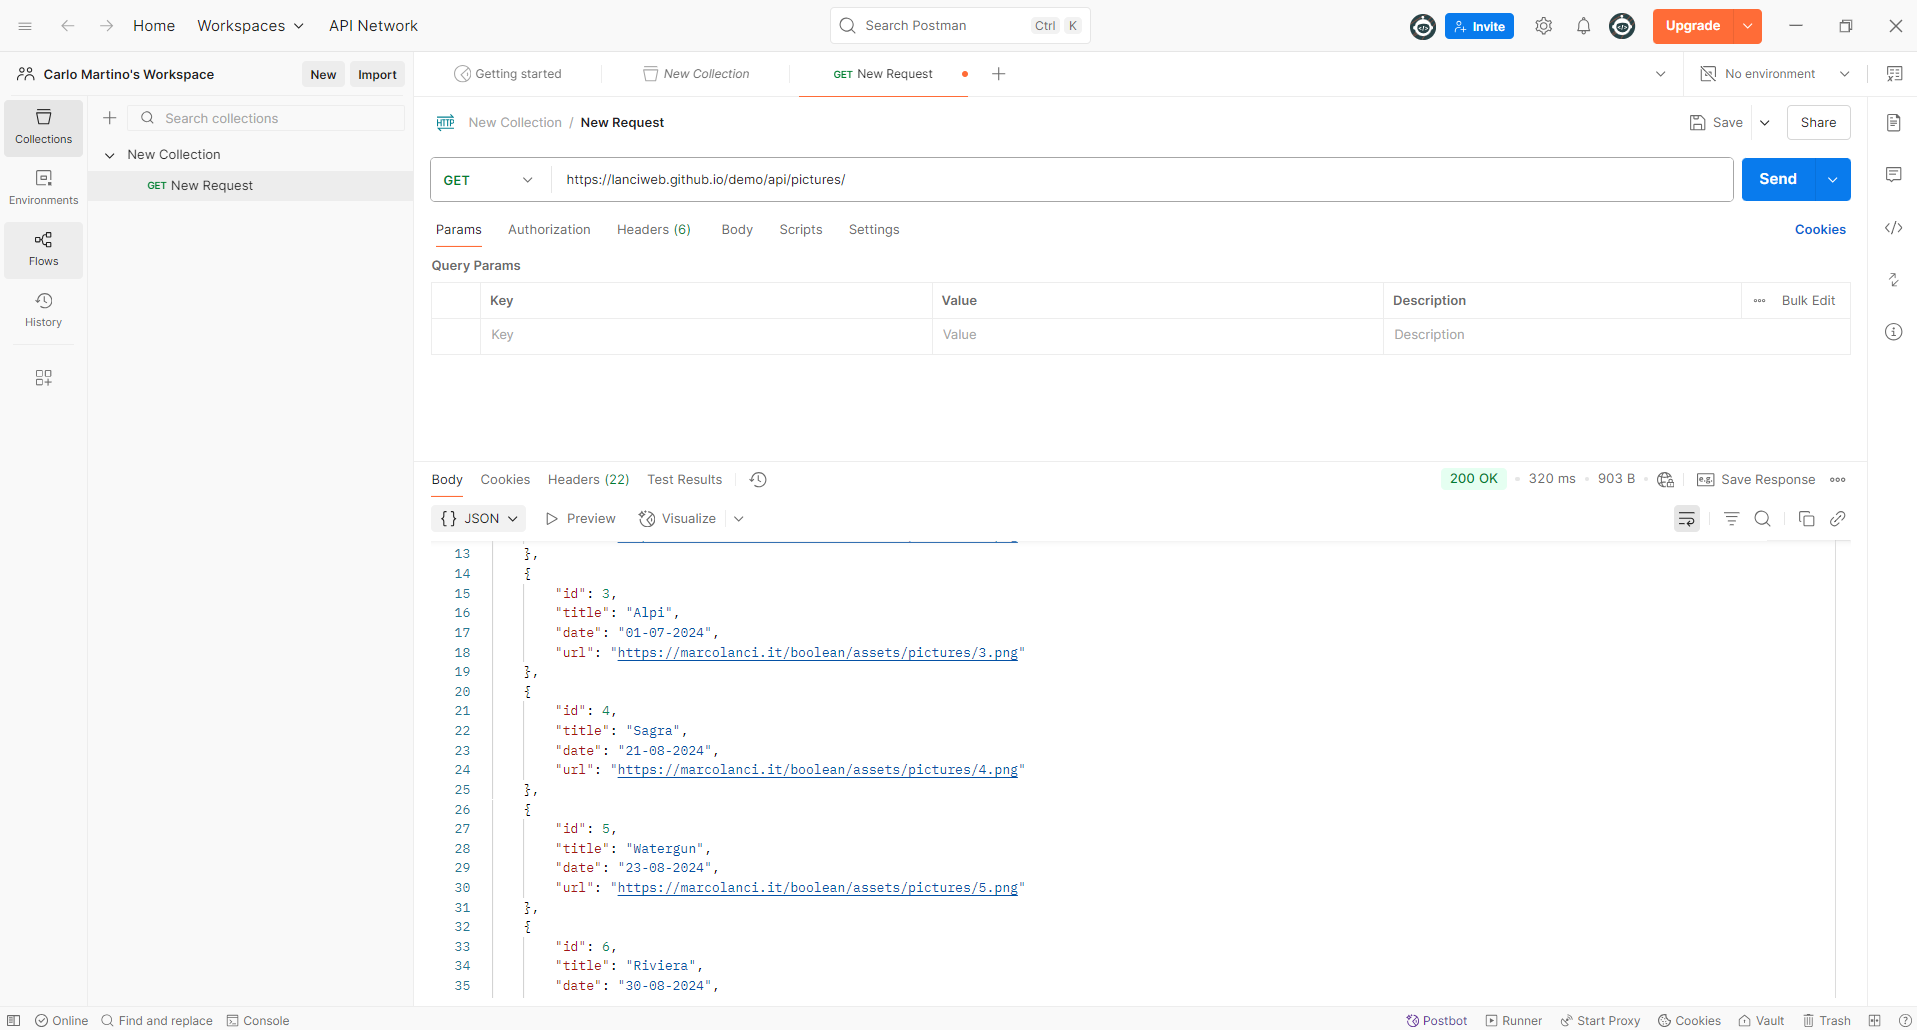 Home Workspaces API Network Search Postman Ctrl K Invite Upgrade
Carlo Martino's Workspace New Import Getting started New Collection GET New Request No environment
Collections
Search collections
New Collection / New Request Save Share
New Collection
GET New Request
Environments
GET https://lanciweb.github.io/demo/api/pictures/ Send
Flows
Params Authorization Headers (6) Body Scripts Settings Cookies
Query Params
History
Key Value Description Bulk Edit
Key Value Description
Body Cookies Headers (22) Test Results 200 OK 320 ms 903 B e.g. Save Response
{} JSON Preview Visualize
13 },
14 {
15 "id": 3,
16 "title": "Alpi",
17 "date": "01-07-2024",
18 "url": "https://marcolanci.it/boolean/assets/pictures/3.png"
19 },
20 {
21 "id": 4,
22 "title": "Sagra",
23 "date": "21-08-2024",
24 "url": "https://marcolanci.it/boolean/assets/pictures/4.png"
25 },
26 {
27 "id": 5,
28 "title": "Watergun",
29 "date": "23-08-2024",
30 "url": "https://marcolanci.it/boolean/assets/pictures/5.png"
31 },
32 {
33 "id": 6,
34 "title": "Riviera",
35 "date": "30-08-2024",
Online Find and replace Console Postbot Runner Start Proxy Cookies Vault Trash